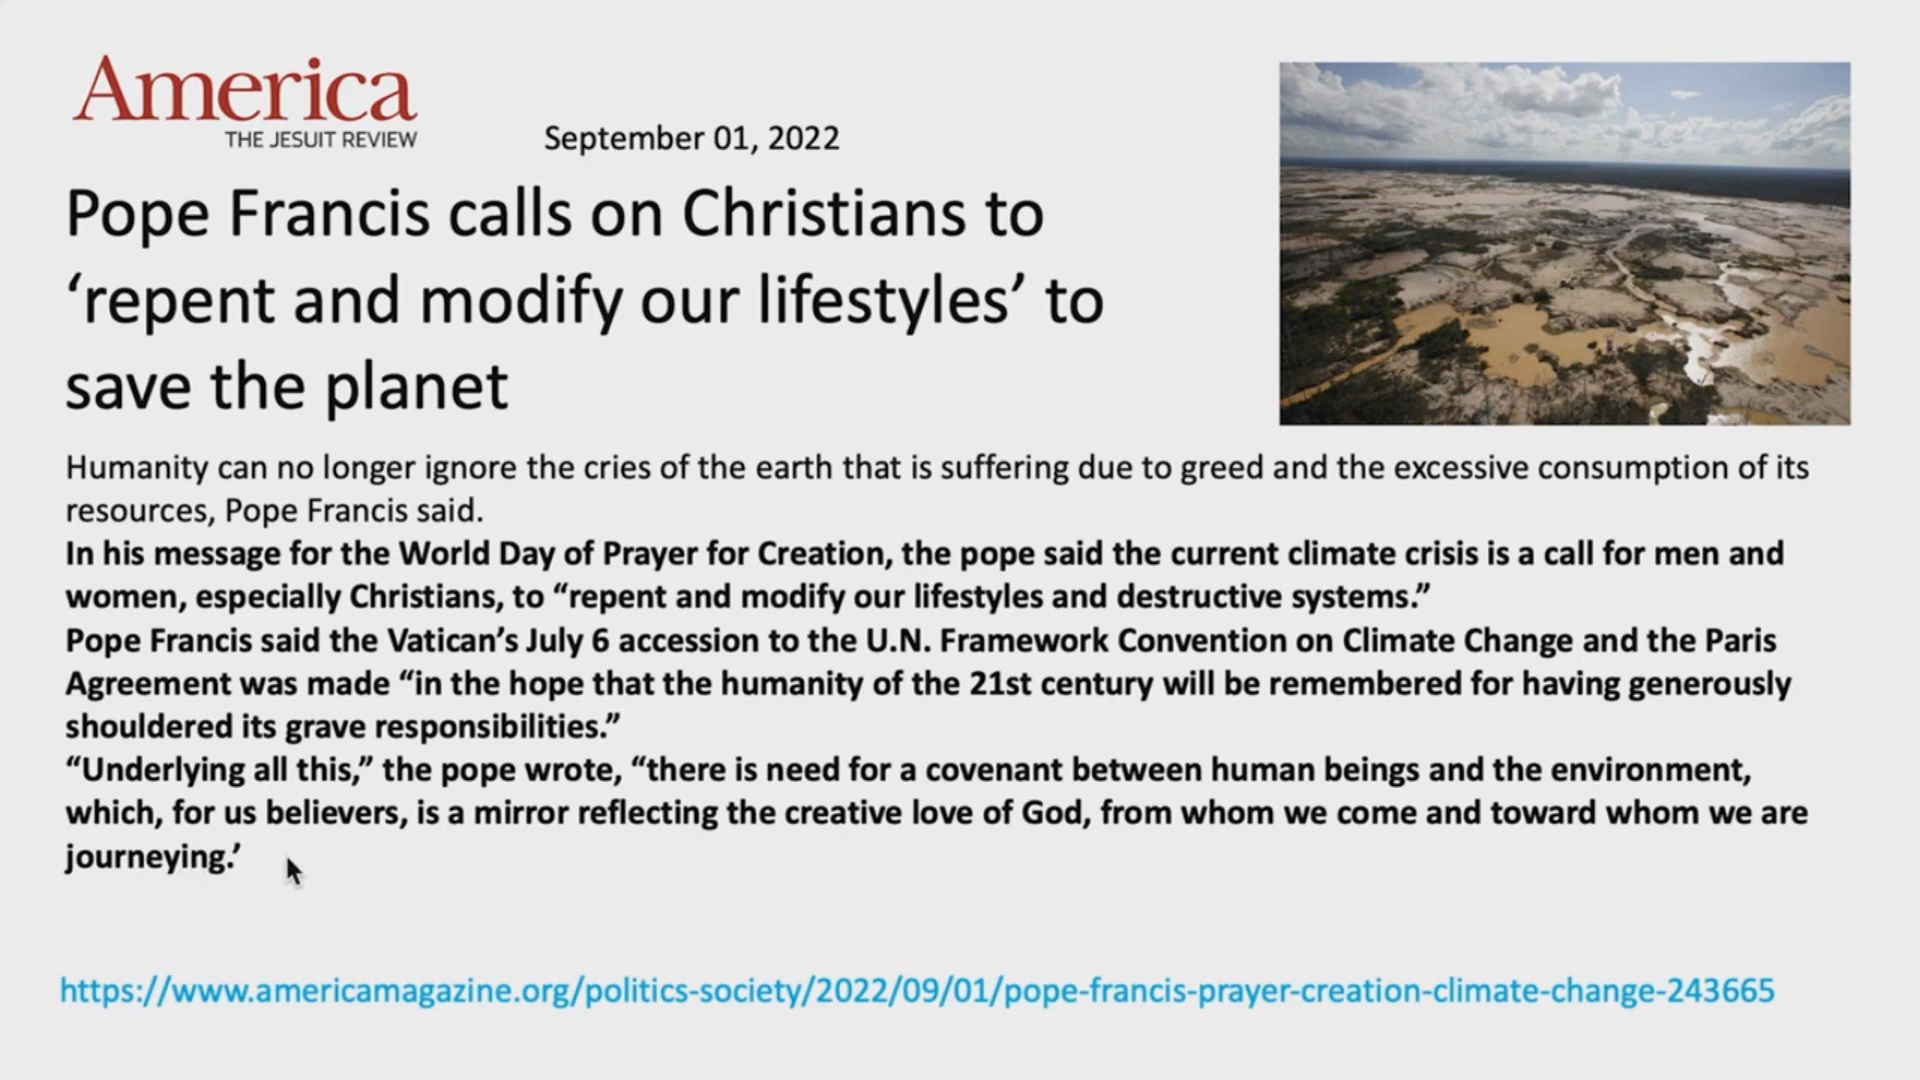 America
THE JESUIT REVIEW
September 01, 2022
Pope Francis calls on Christians to
‘repent and modify our lifestyles’ to
save the planet
Humanity can no longer ignore the cries of the earth that is suffering due to greed and the excessive consumption of its
resources, Pope Francis said.
In his message for the World Day of Prayer for Creation, the pope said the current climate crisis is a call for men and
women, especially Christians, to “repent and modify our lifestyles and destructive systems.”
Pope Francis said the Vatican’s July 6 accession to the U.N. Framework Convention on Climate Change and the Paris
Agreement was made “in the hope that the humanity of the 21st century will be remembered for having generously
shouldered its grave responsibilities.”
“Underlying all this,” the pope wrote, “there is need for a covenant between human beings and the environment,
which, for us believers, is a mirror reflecting the creative love of God, from whom we come and toward whom we are
journeying.’
https://www.americamagazine.org/politics-society/2022/09/01/pope-francis-prayer-creation-climate-change-243665